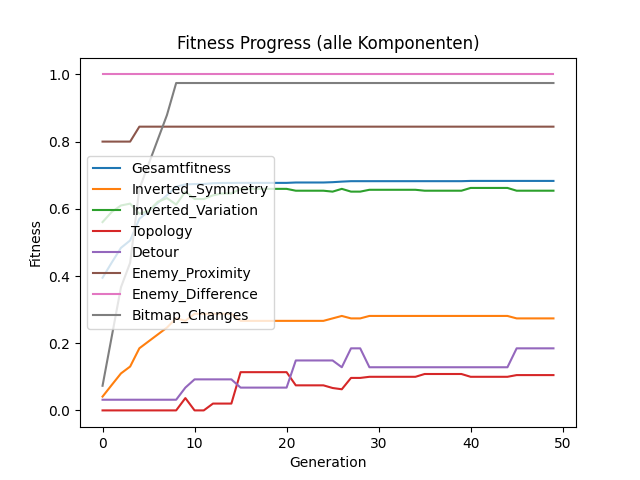 Fitness Progress (alle Komponenten)
1.0
0.8
0.6
0.4
0.2
0.0
Fitness
Gesamtfitness
Inverted_Symmetry
Inverted_Variation
Topology
Detour
Enemy_Proximity
Enemy_Difference
Bitmap_Changes
0 10 20 30 40 50
Generation